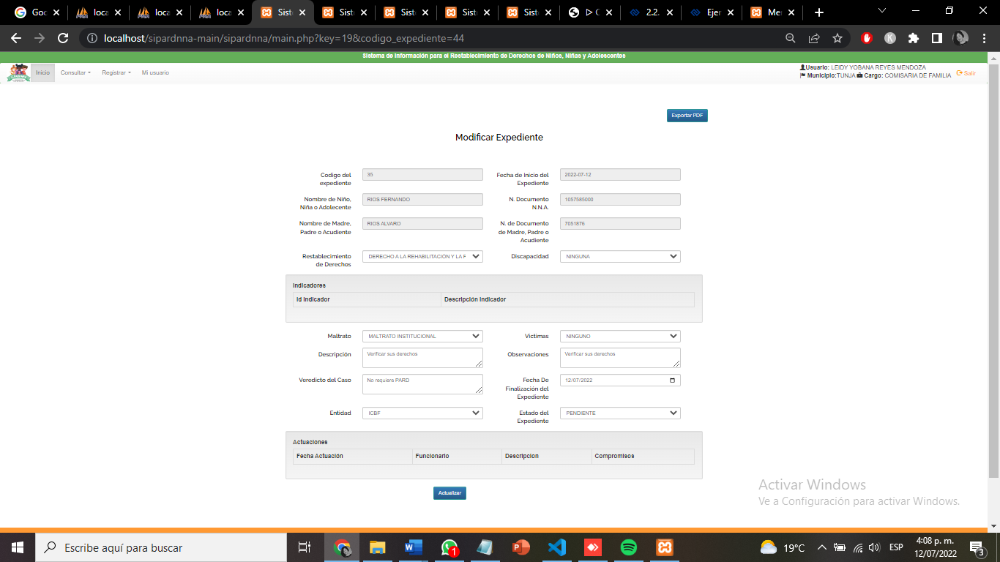 Goo
loca
loca
loca
Sist
Sist
Sist
Sist
Sist
2.2.
Ejer
Me
localhost/sipardnna-main/sipardnna/main.php?key=19&codigo_expediente=44
K
Sistema de Información para el Restablecimiento de Derechos de Niños, Niñas y Adolescentes
Inicio Consultar Registrar Mi usuario
Usuario: LEIDY YOBANA REYES MENDOZA
Municipio:TUNJA Cargo: COMISARIA DE FAMILIA Salir
Exportar PDF
Modificar Expediente
Codigo del expediente 35 Fecha de Inicio del Expediente 2022-07-12
Nombre de Niño, Niña o Adolecente RIOS FERNANDO N. Documento N.N.A. 1057585000
Nombre de Madre, Padre o Acudiente RIOS ALVARO N. de Documento de Madre, Padre o Acudiente 7051876
Restablecimiento de Derechos DERECHO A LA REHABILITACIÓN Y LA Discapacidad NINGUNA
Indicadores
Id Indicador Descripción Indicador
Maltrato MALTRATO INSTITUCIONAL Victimas NINGUNO
Descripción Verificar sus derechos Observaciones Verificar sus derechos
Veredicto del Caso No requiere PARD Fecha De Finalización del Expediente 12/07/2022
Entidad ICBF Estado del Expediente PENDIENTE
Actuaciones
Fecha Actuación Funcionario Descripcion Compromisos
Actualizar
Activar Windows
Ve a Configuración para activar Windows.
Escribe aquí para buscar
1
19°C
ESP
4:08 p. m.
12/07/2022
3